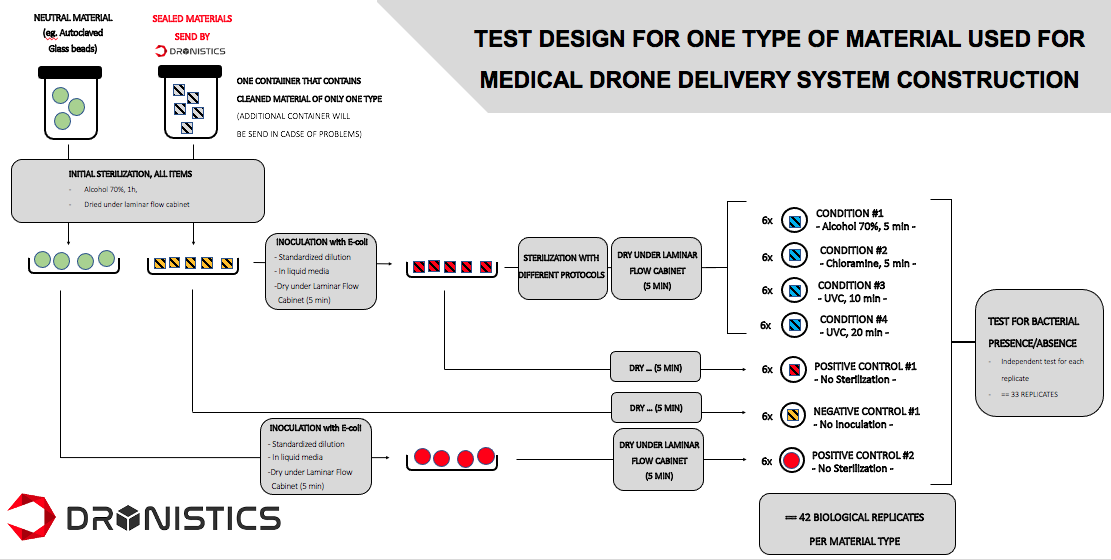 TEST DESIGN FOR ONE TYPE OF MATERIAL USED FOR
MEDICAL DRONE DELIVERY SYSTEM CONSTRUCTION
NEUTRAL MATERIAL
(eg. Autoclaved
Glass beads)
SEALED MATERIALS
SEND BY
DRONISTICS
ONE CONTAINER THAT CONTAINS
CLEANED MATERIAL OF ONLY ONE TYPE
(ADDITIONAL CONTAINER WILL
BE SEND IN CADSE OF PROBLEMS)
INITIAL STERILIZATION, ALL ITEMS
- Alcohol 70%, 1h,
- Dried under laminar flow cabinet
INOCULATION with E-coli
- Standardized dilution
- In liquid media
-Dry under Laminar Flow
Cabinet (5 min)
STERILIZATION WITH
DIFFERENT PROTOCOLS
DRY UNDER LAMINAR
FLOW CABINET
(5 MIN)
6x
CONDITION #1
- Alcohol 70%, 5 min -
6x
CONDITION #2
- Chloramine, 5 min -
6x
CONDITION #3
- UVC, 10 min -
6x
CONDITION #4
- UVC, 20 min -
DRY ... (5 MIN)
6x
POSITIVE CONTROL #1
- No Sterilization -
DRY ... (5 MIN)
6x
NEGATIVE CONTROL #1
- No Inoculation -
INOCULATION with E-coli
- Standardized dilution
- In liquid media
-Dry under Laminar Flow
Cabinet (5 min)
DRY UNDER LAMINAR
FLOW CABINET
(5 MIN)
6x
POSITIVE CONTROL #2
- No Sterilization -
TEST FOR BACTERIAL
PRESENCE/ABSENCE
- Independent test for each
replicate
- == 33 REPLICATES
== 42 BIOLOGICAL REPLICATES
PER MATERIAL TYPE
DRONISTICS